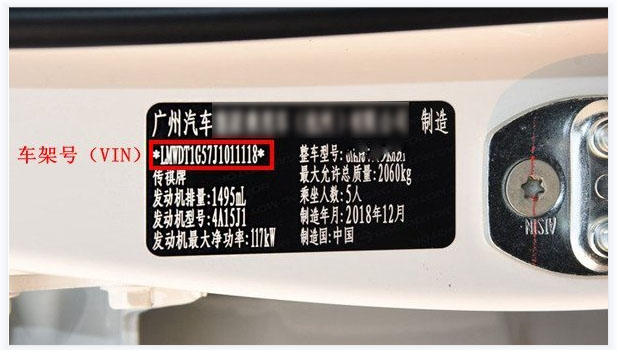 广州汽车 制造
车架号（VIN）
*LMWDT1G57J1011118*
整车型号:
传祺牌
最大允许总质量:2060kg
发动机排量:1495mL
乘坐人数:5人
发动机型号:4A15J1
制造年月:2018年12月
发动机最大净功率:117kW
制造国:中国
AISIN